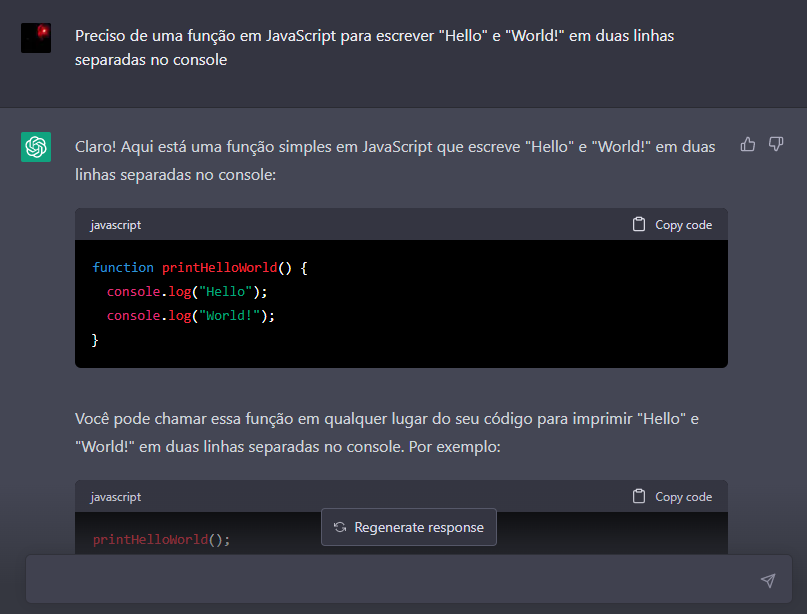 Preciso de uma função em JavaScript para escrever "Hello" e "World!" em duas linhas
separadas no console
Claro! Aqui está uma função simples em JavaScript que escreve "Hello" e "World!" em duas
linhas separadas no console:
javascript
Copy code
function printHelloWorld() {
console.log("Hello");
console.log("World!");
}
Você pode chamar essa função em qualquer lugar do seu código para imprimir "Hello" e
"World!" em duas linhas separadas no console. Por exemplo:
javascript
Copy code
printHelloWorld();
Regenerate response